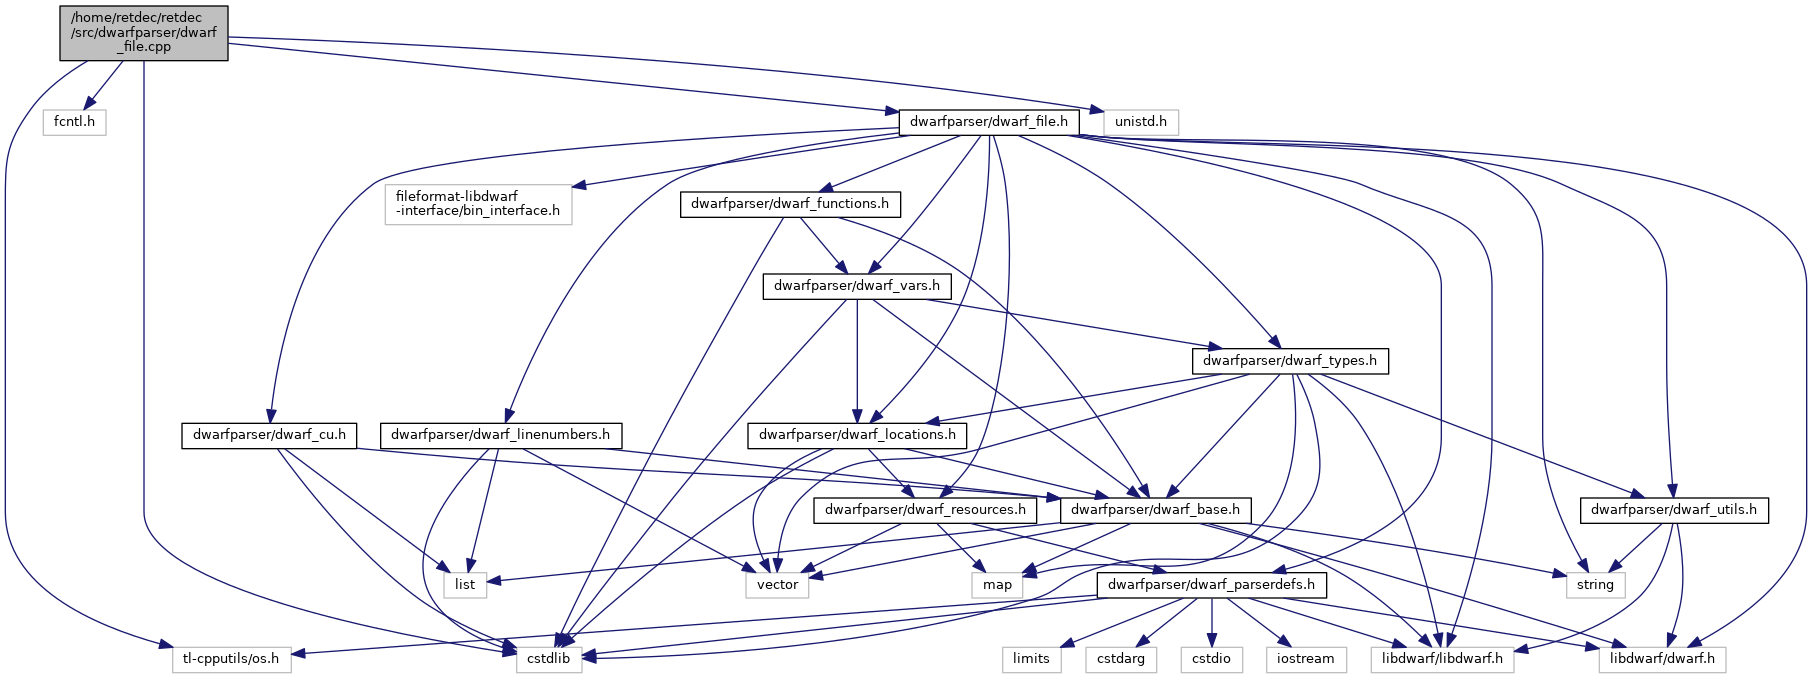 /home/retdec/retdec
/src/dwarfparser/dwarf
_file.cpp
fcntl.h
dwarfparser/dwarf_file.h
unistd.h
fileformat-libdwarf
-interface/bin_interface.h
dwarfparser/dwarf_functions.h
dwarfparser/dwarf_vars.h
dwarfparser/dwarf_types.h
dwarfparser/dwarf_cu.h
dwarfparser/dwarf_linenumbers.h
dwarfparser/dwarf_locations.h
dwarfparser/dwarf_resources.h
dwarfparser/dwarf_base.h
dwarfparser/dwarf_utils.h
list
vector
map
dwarfparser/dwarf_parserdefs.h
string
tl-cpputils/os.h
cstdlib
limits
cstdarg
cstdio
iostream
libdwarf/libdwarf.h
libdwarf/dwarf.h